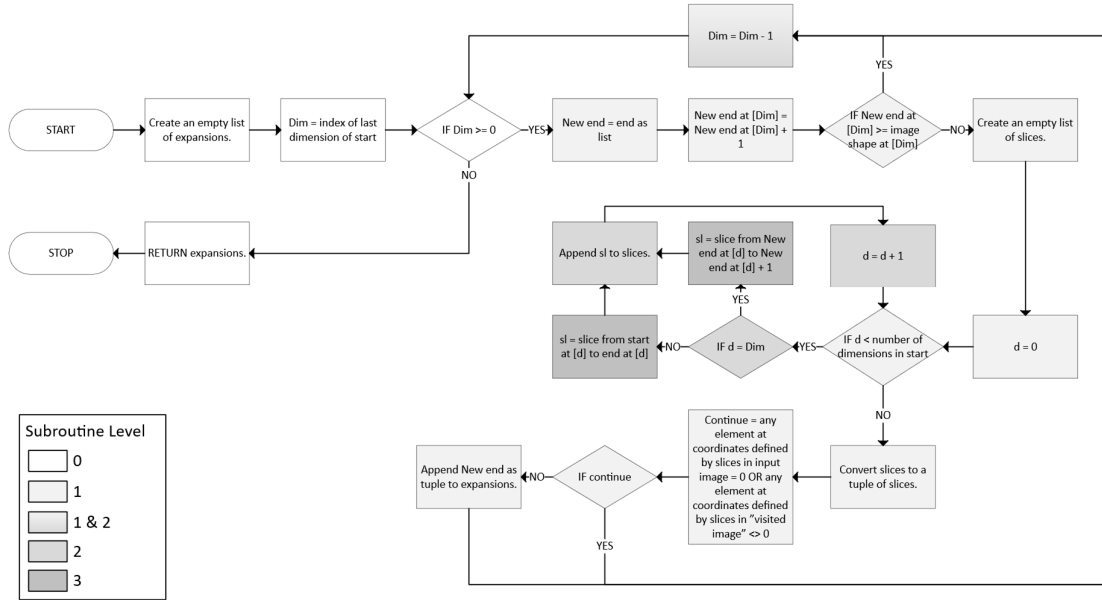 Dim = Dim - 1
YES
START
Create an empty list
of expansions.
Dim = index of last
dimension of start
IF Dim >= 0
YES
New end = end as
list
New end at [Dim] =
New end at [Dim] +
1
IF New end at
[Dim] >= image
shape at [Dim]
NO
Create an empty list
of slices.
NO
STOP
RETURN expansions.
Append sl to slices.
sl = slice from New
end at [d] to New
end at [d] + 1
d = d + 1
YES
sl = slice from start
at [d] to end at [d]
NO
IF d = Dim
YES
IF d < number of
dimensions in start
d = 0
NO
Subroutine Level
0
1
1 & 2
2
3
Append New end as
tuple to expansions.
NO
IF continue
Continue = any
element at
coordinates defined
by slices in input
image = 0 OR any
element at
coordinates defined
by slices in ”visited
image” <> 0
Convert slices to a
tuple of slices.
YES